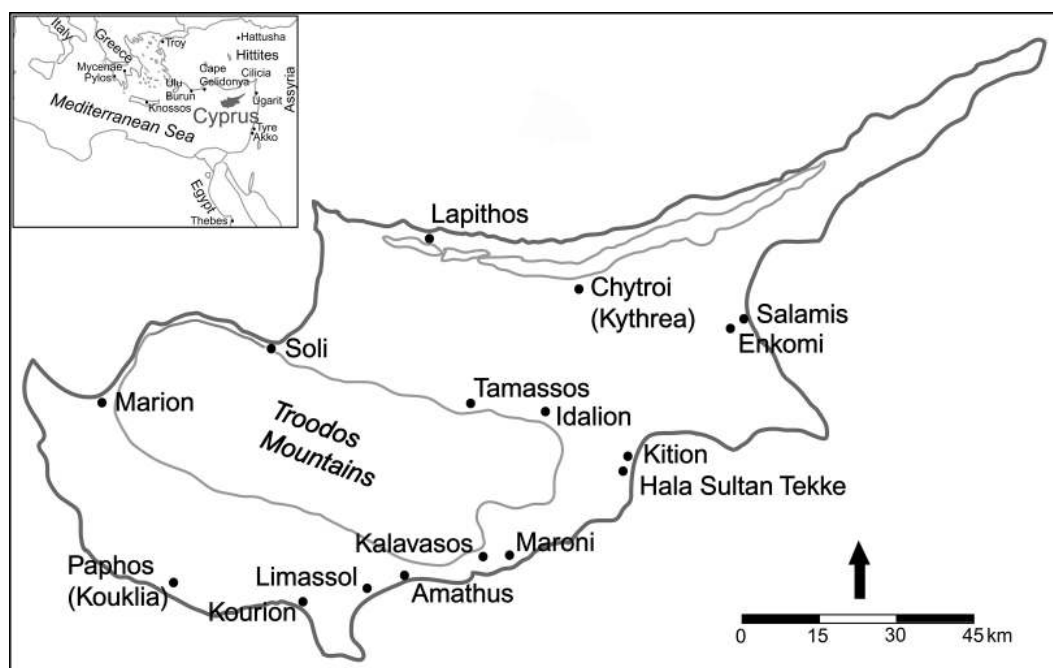 Italy
Greece
Troy
Hattusha
Hittites
Mycenae
Pylos
Ulu
Burun
Cape
Gelidonya
Cilicia
Assyria
Knossos
Ugarit
Cyprus
Mediterranean Sea
Tyre
Akko
Egypt
Thebes
Lapithos
Chytroi
(Kythrea)
Salamis
Enkomi
Soli
Marion
Tamassos
Idalion
Troodos
Mountains
Kition
Hala Sultan Tekke
Kalavasos
Maroni
Paphos
(Kouklia)
Limassol
Amathus
Kourion
0 15 30 45 km